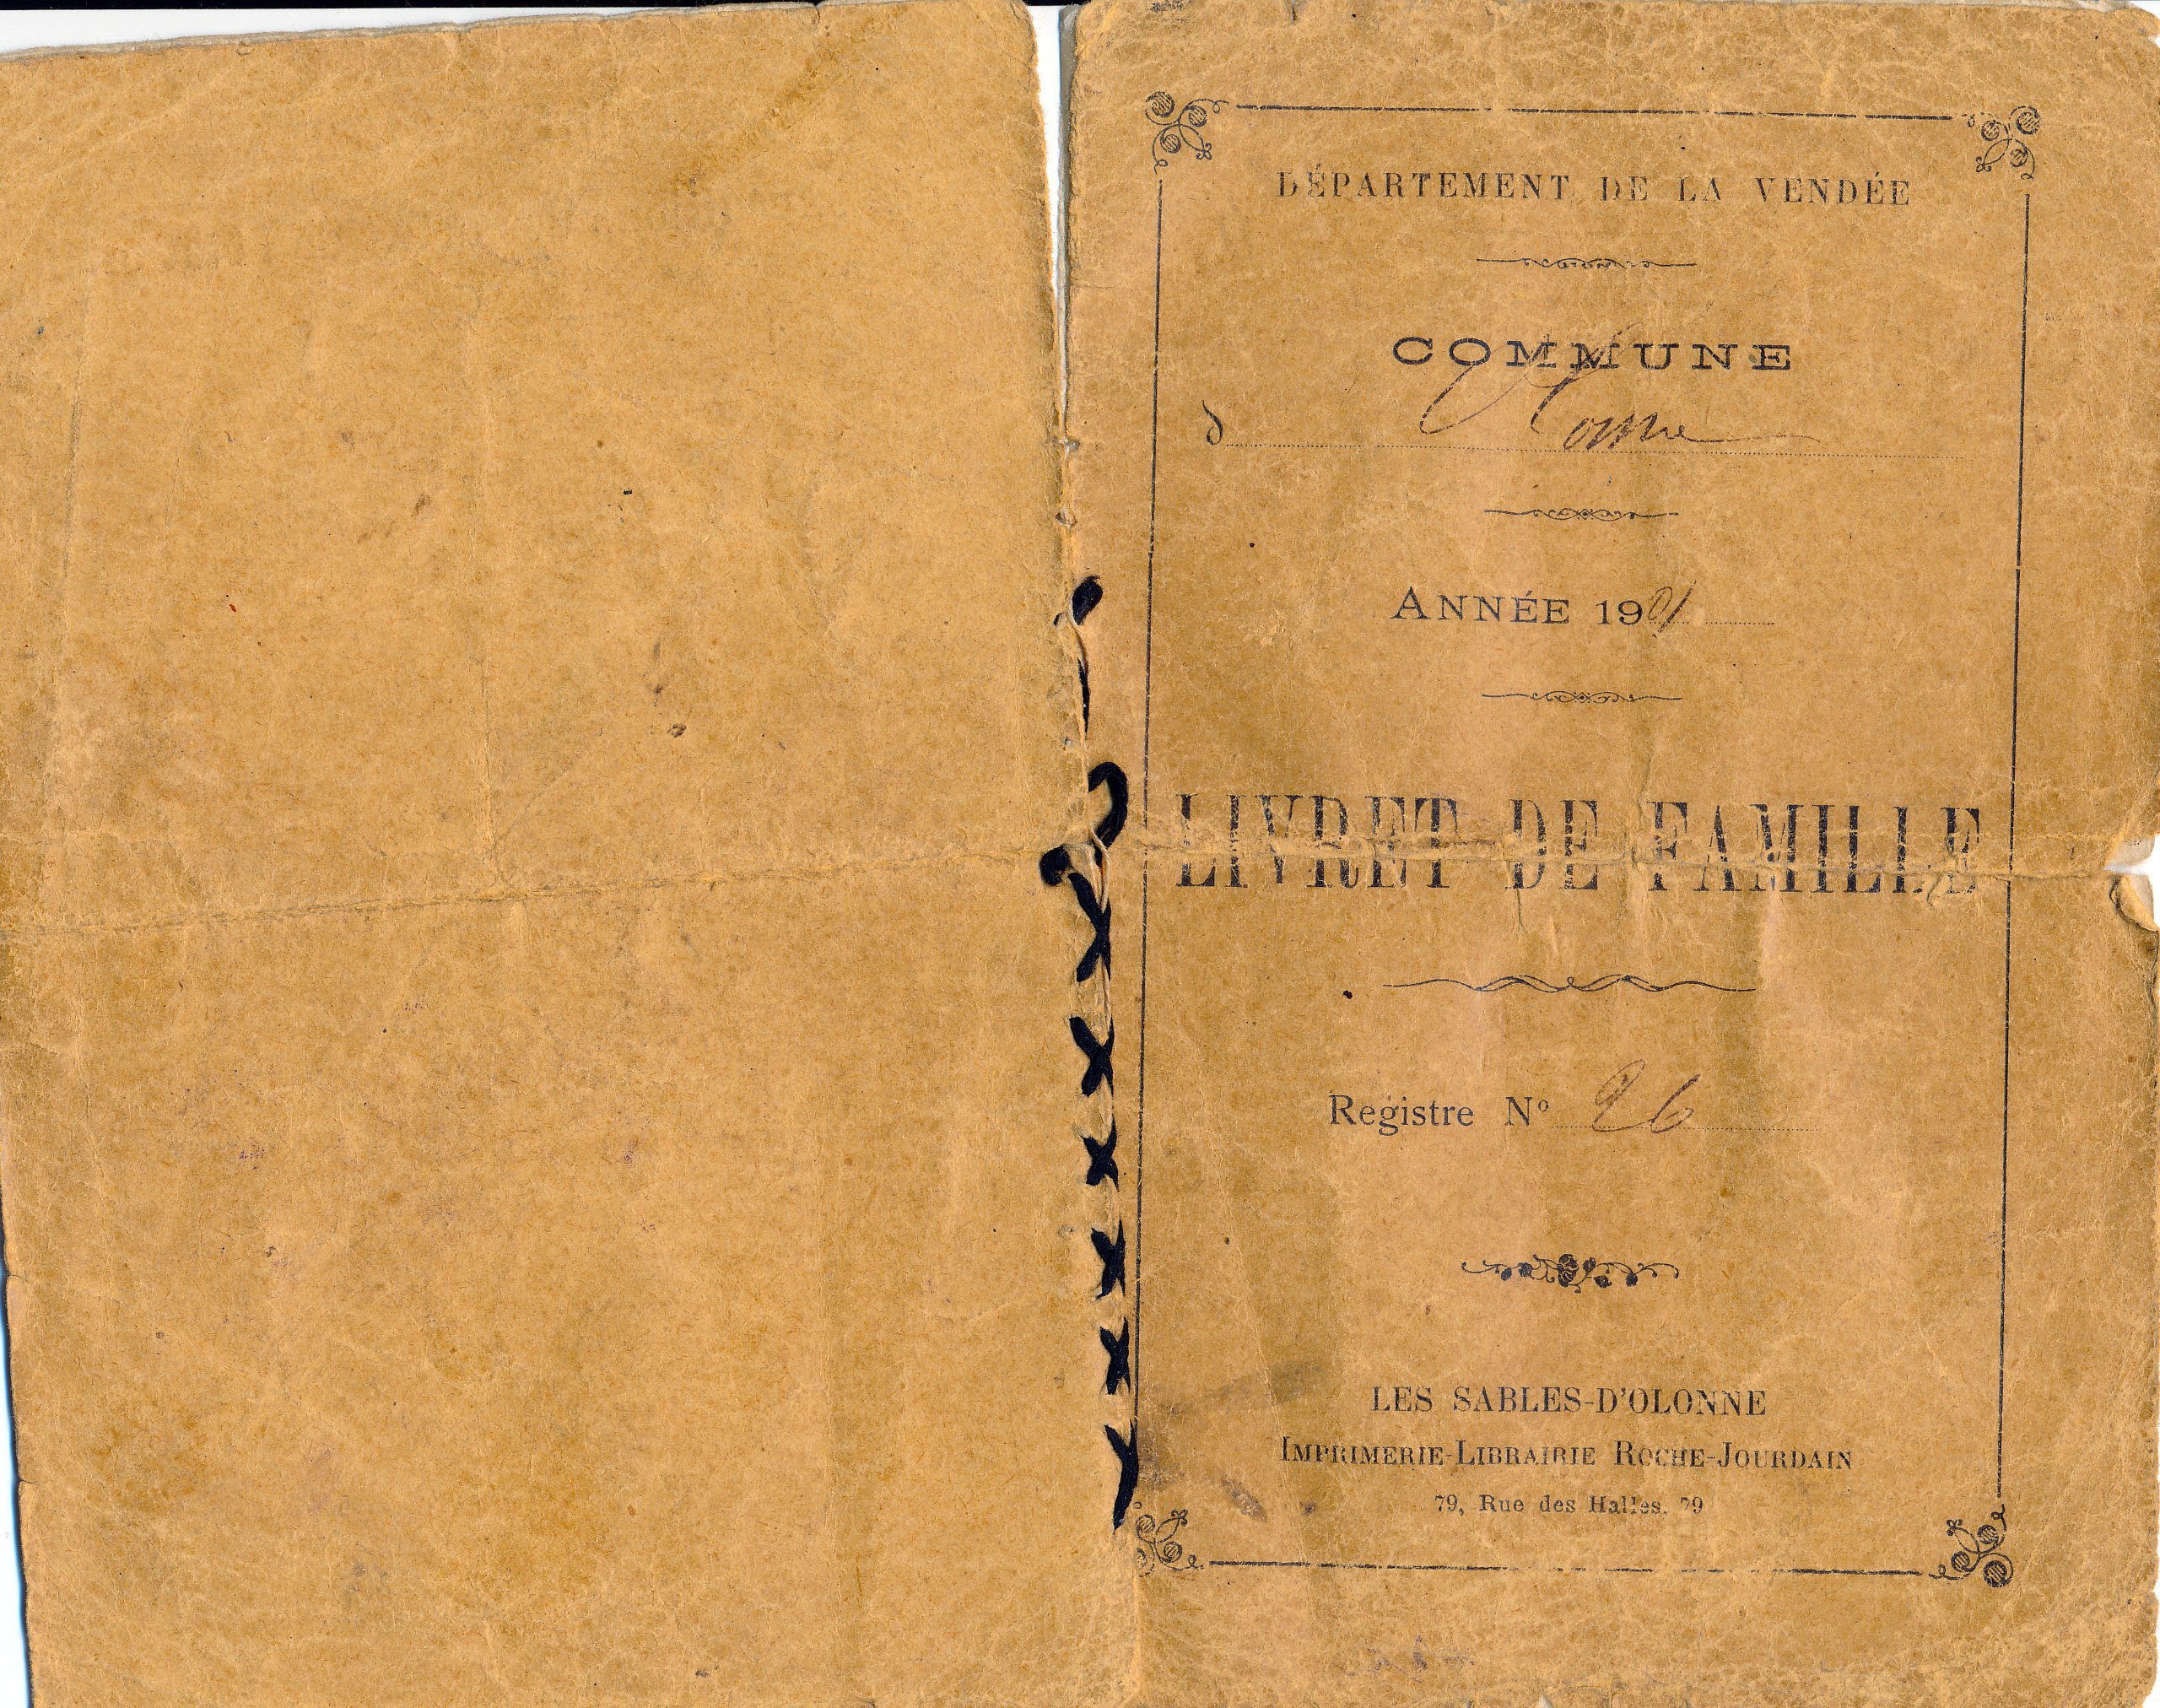 DÉPARTEMENT DE LA VENDÉE
COMMUNE
d Olonne
ANNÉE 1901
LIVRET DE FAMILLE
Registre Nº 26
LES SABLES-D'OLONNE
IMPRIMERIE-LIBRAIRIE ROCHE-JOURDAIN
79, Rue des Halles, 79